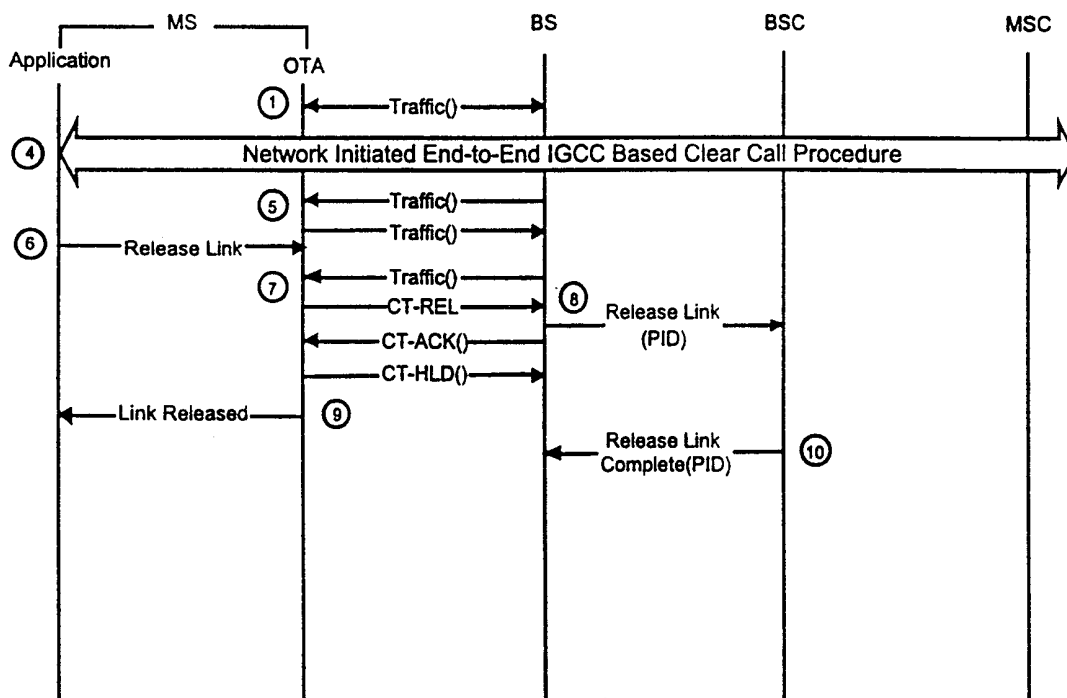 MS
BS
BSC
MSC
Application
OTA
1
Traffic()
4
Network Initiated End-to-End IGCC Based Clear Call Procedure
5
Traffic()
Traffic()
6
Release Link
7
Traffic()
8
CT-REL
Release Link
(PID)
CT-ACK()
CT-HLD()
Link Released
9
Release Link
Complete(PID)
10